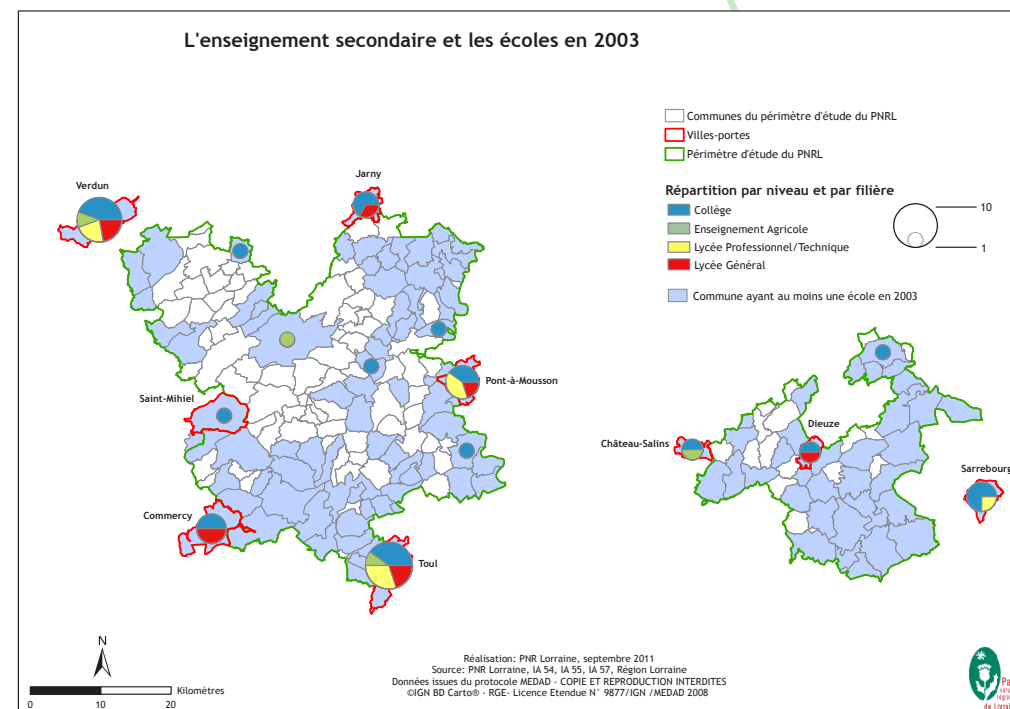 L'enseignement secondaire et les écoles en 2003
Communes du périmètre d'étude du PNRL
Villes-portes
Périmètre d'étude du PNRL
Répartition par niveau et par filière
Collège
Enseignement Agricole
Lycée Professionnel/Technique
Lycée Général
10
1
Commune ayant au moins une école en 2003
Verdun
Jarny
Pont-à-Mousson
Saint-Mihiel
Commercy
Toul
Château-Salins
Dieuze
Sarrebourg
N
Kilomètres
0 10 20
Réalisation: PNR Lorraine, septembre 2011
Source: PNR Lorraine, IA 54, IA 55, IA 57, Région Lorraine
Données issues du protocole MEDAD - COPIE ET REPRODUCTION INTERDITES
©IGN BD Carto® - RGE- Licence Etendue N° 9877/IGN /MEDAD 2008
de Lorraine